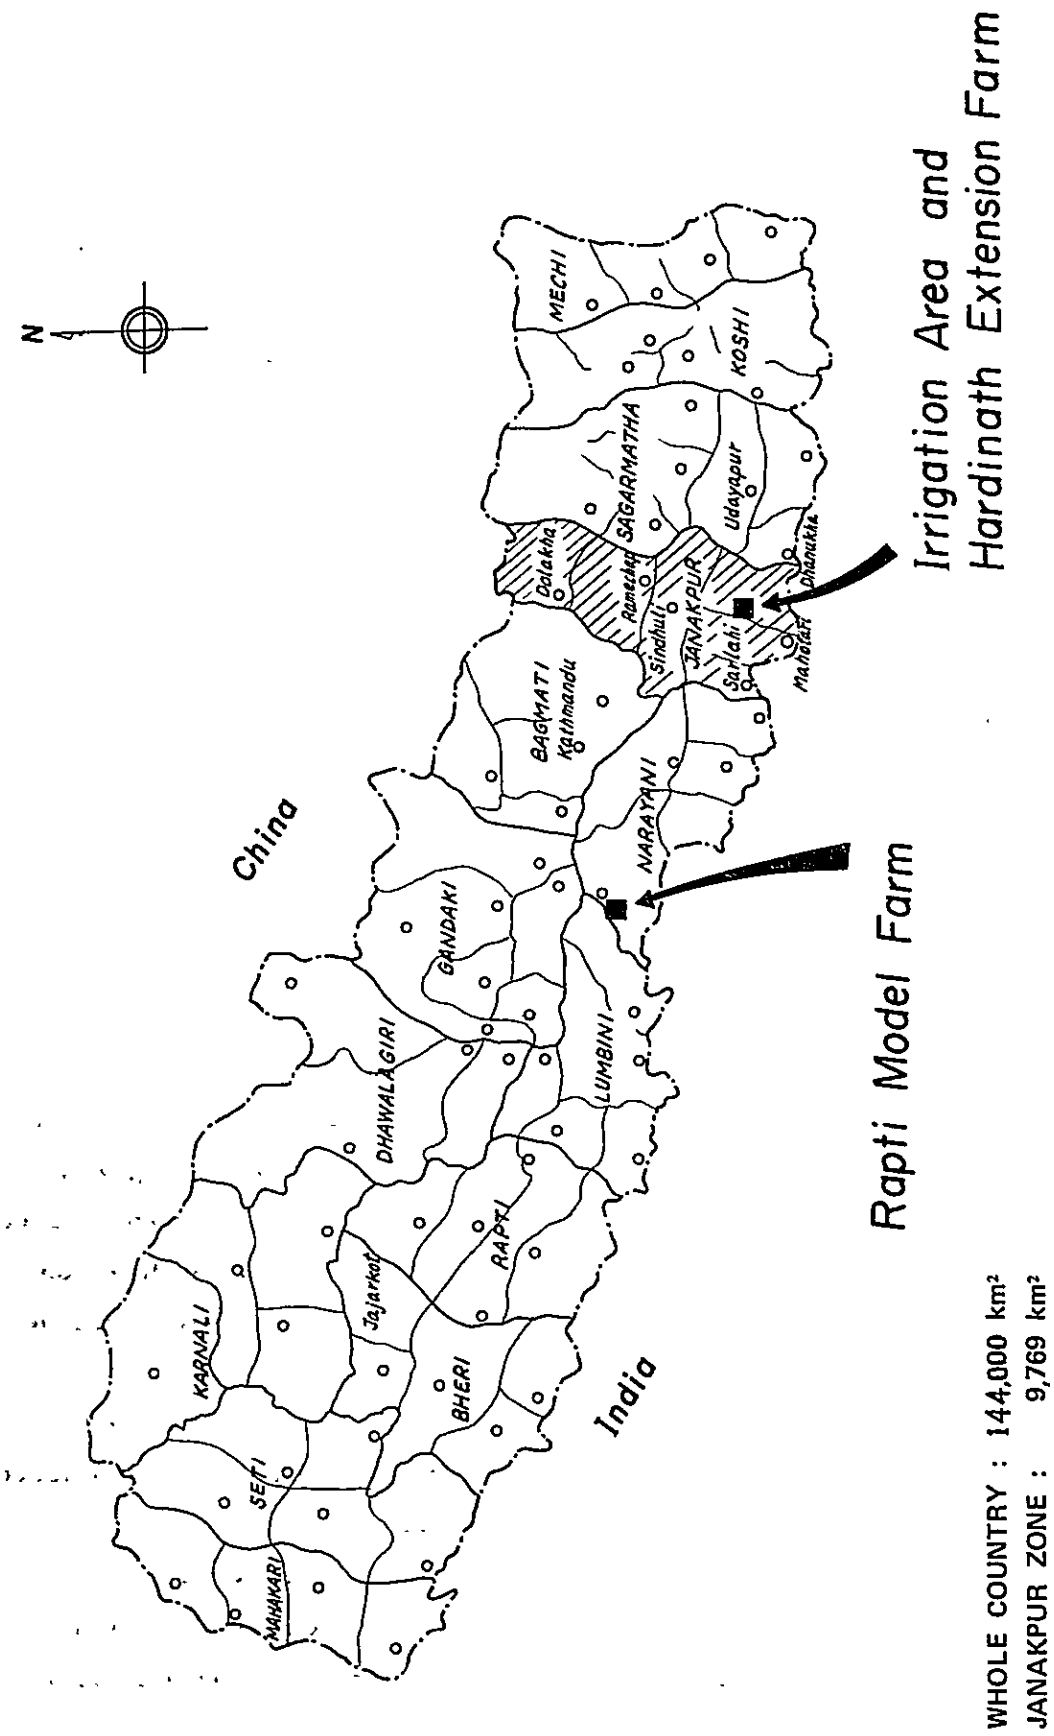 N
China
MECHI
KOSHI
SAGARMATHA
Udayapur
Dolakha
Ramechap
Sindhuli
JANAKPUR
Sarlahi
Mahotari
Dhanukha
BAGMATI
Kathmandu
NARAYANI
GANDAKI
DHAWALAGIRI
LUMBINI
RAPTI
Jajarkot
KARNALI
BHERI
SETI
MAHAKARI
India
Irrigation Area and
Hardinath Extension Farm
Rapti Model Farm
WHOLE COUNTRY : 144,000 km²
JANAKPUR ZONE : 9,769 km²